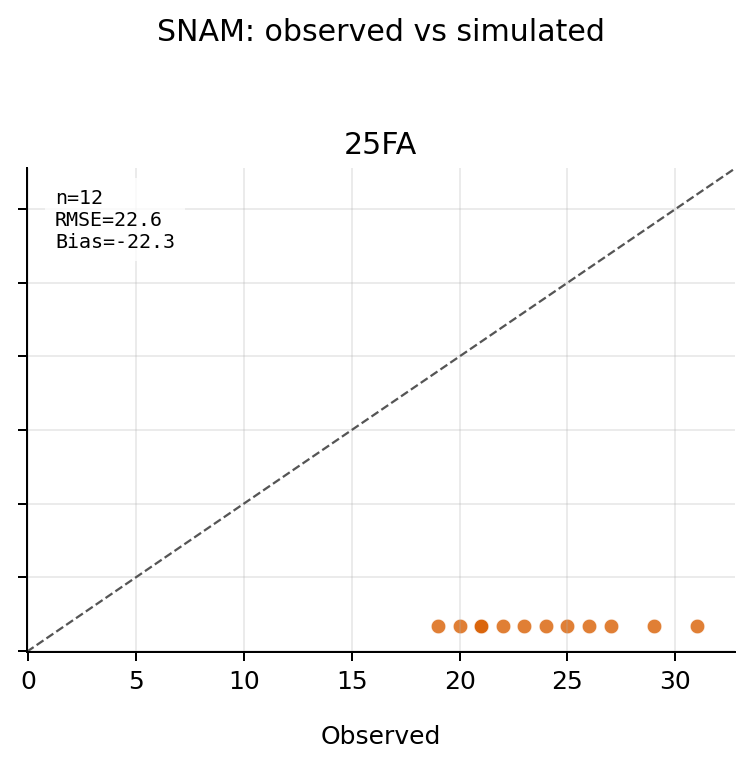 SNAM: observed vs simulated
25FA
n=12
RMSE=22.6
Bias=-22.3
0 5 10 15 20 25 30
Observed